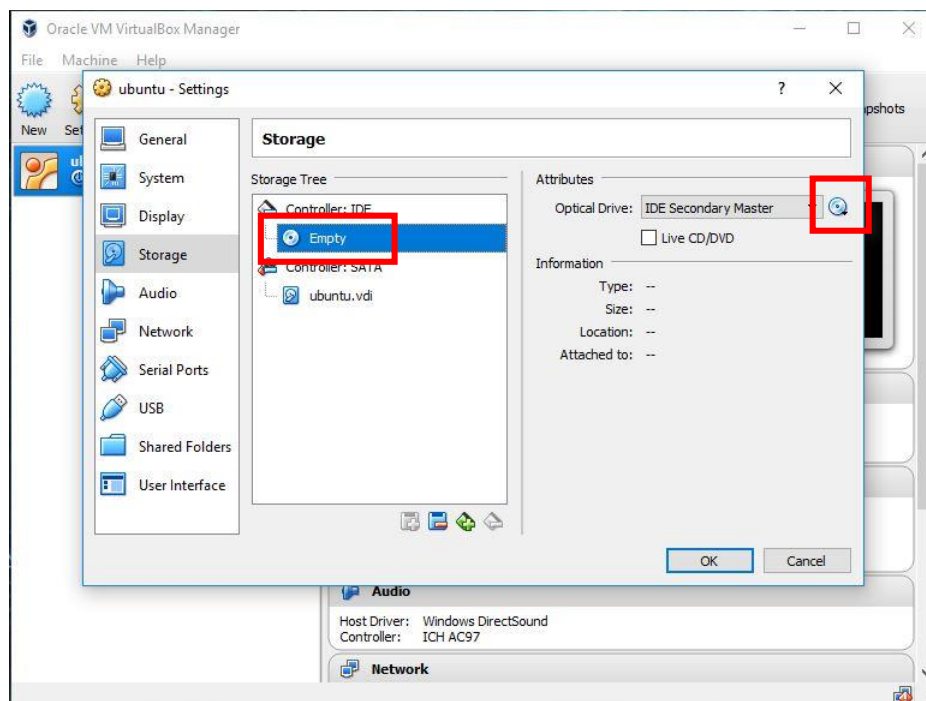 Oracle VM VirtualBox Manager
File Machine Help
New
ubuntu - Settings
?
General
System
Display
Storage
Audio
Network
Serial Ports
USB
Shared Folders
User Interface
Storage
Storage Tree
Controller: IDE
Empty
Controller: SATA
ubuntu.vdi
Attributes
Optical Drive: IDE Secondary Master
Live CD/DVD
Information
Type: --
Size: --
Location: --
Attached to: --
OK Cancel
Audio
Host Driver: Windows DirectSound
Controller: ICH AC97
Network